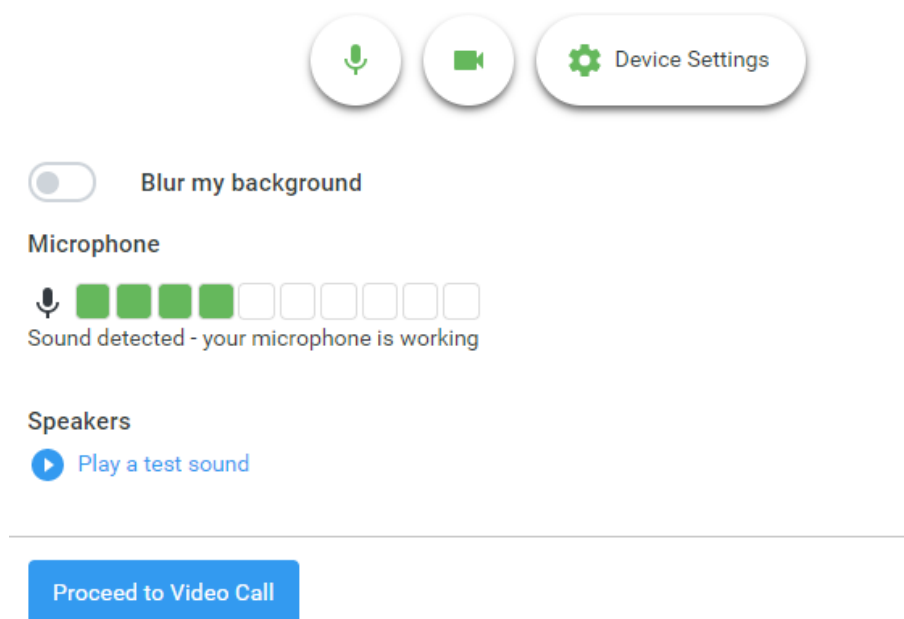 Device Settings
Blur my background
Microphone
Sound detected - your microphone is working
Speakers
Play a test sound
Proceed to Video Call